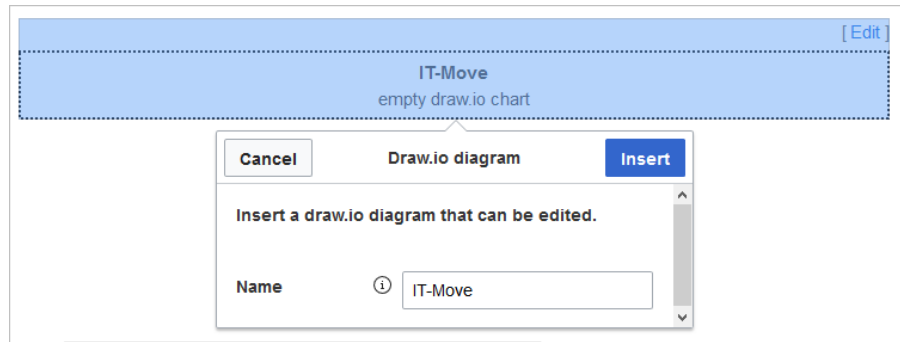 [ Edit ]
IT-Move
empty draw.io chart
Cancel Draw.io diagram Insert
Insert a draw.io diagram that can be edited.
Name IT-Move